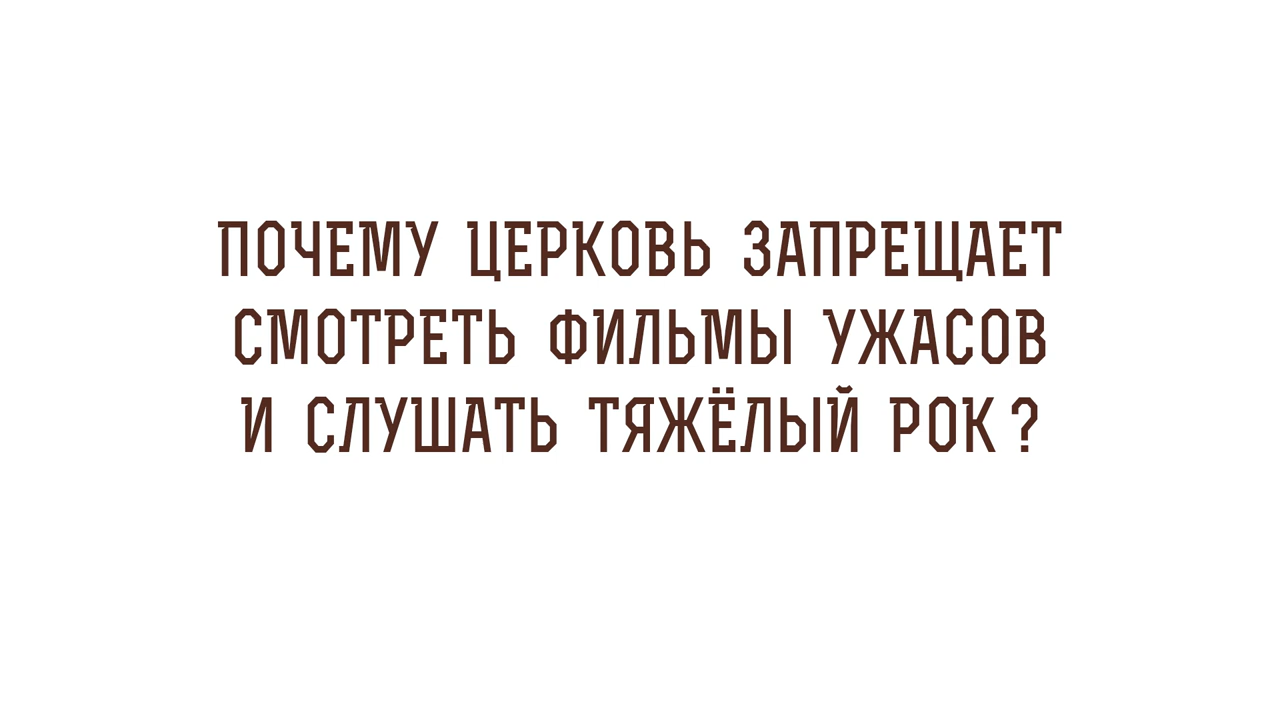 ПОЧЕМУ ЦЕРКОВЬ ЗАПРЕЩАЕТ
СМОТРЕТЬ ФИЛЬМЫ УЖАСОВ
И СЛУШАТЬ ТЯЖЁЛЫЙ РОК ?